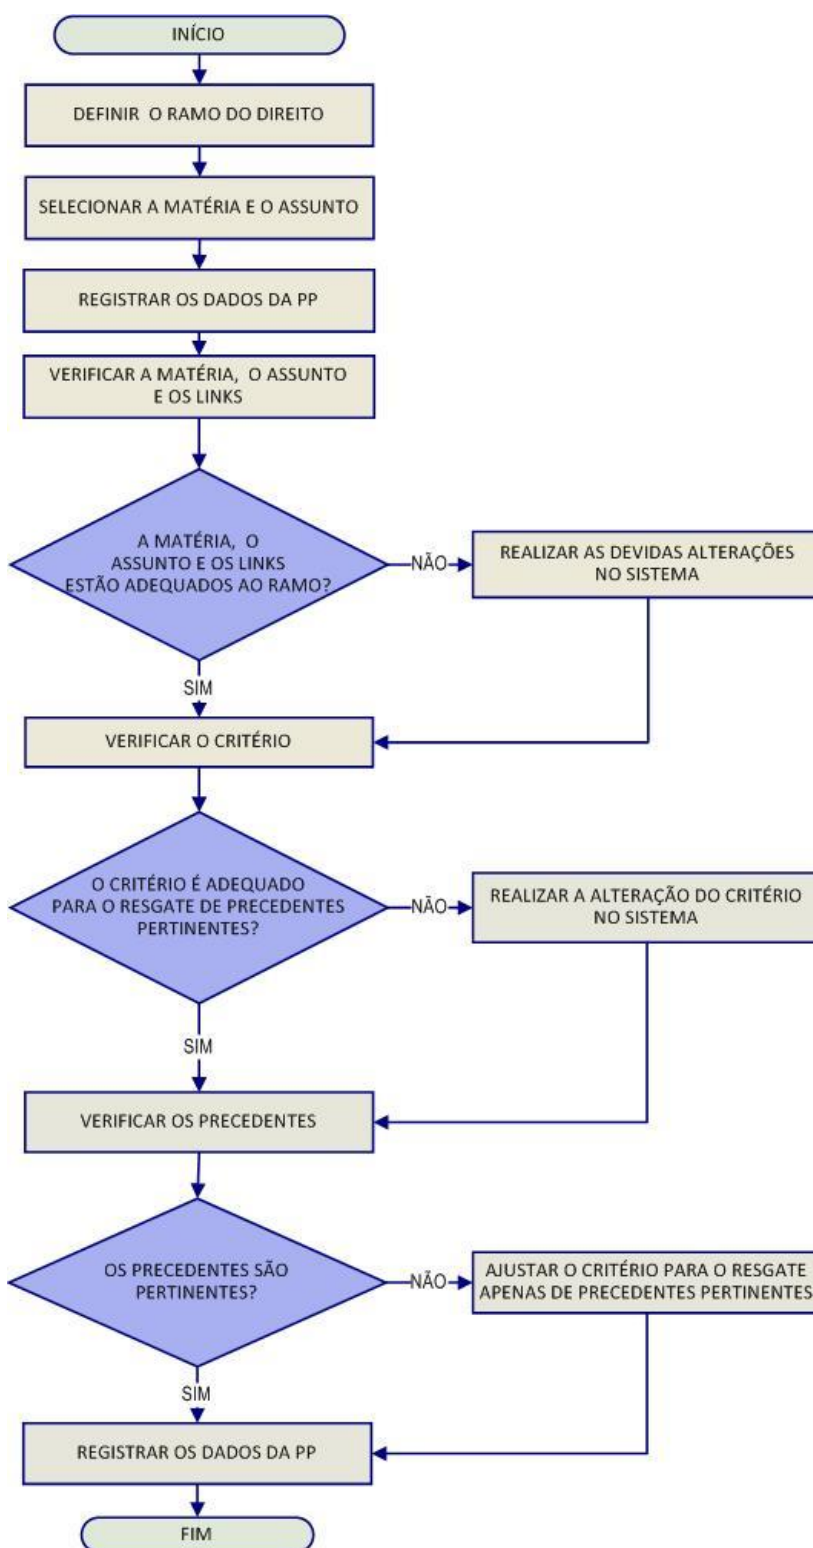 INÍCIO
DEFINIR O RAMO DO DIREITO
SELECIONAR A MATÉRIA E O ASSUNTO
REGISTRAR OS DADOS DA PP
VERIFICAR A MATÉRIA, O ASSUNTO
E OS LINKS
A MATÉRIA, O
ASSUNTO E OS LINKS
ESTÃO ADEQUADOS AO RAMO?
NÃO
REALIZAR AS DEVIDAS ALTERAÇÕES
NO SISTEMA
SIM
VERIFICAR O CRITÉRIO
O CRITÉRIO É ADEQUADO
PARA O RESGATE DE PRECEDENTES
PERTINENTES?
NÃO
REALIZAR A ALTERAÇÃO DO CRITÉRIO
NO SISTEMA
SIM
VERIFICAR OS PRECEDENTES
OS PRECEDENTES SÃO
PERTINENTES?
NÃO
AJUSTAR O CRITÉRIO PARA O RESGATE
APENAS DE PRECEDENTES PERTINENTES
SIM
REGISTRAR OS DADOS DA PP
FIM